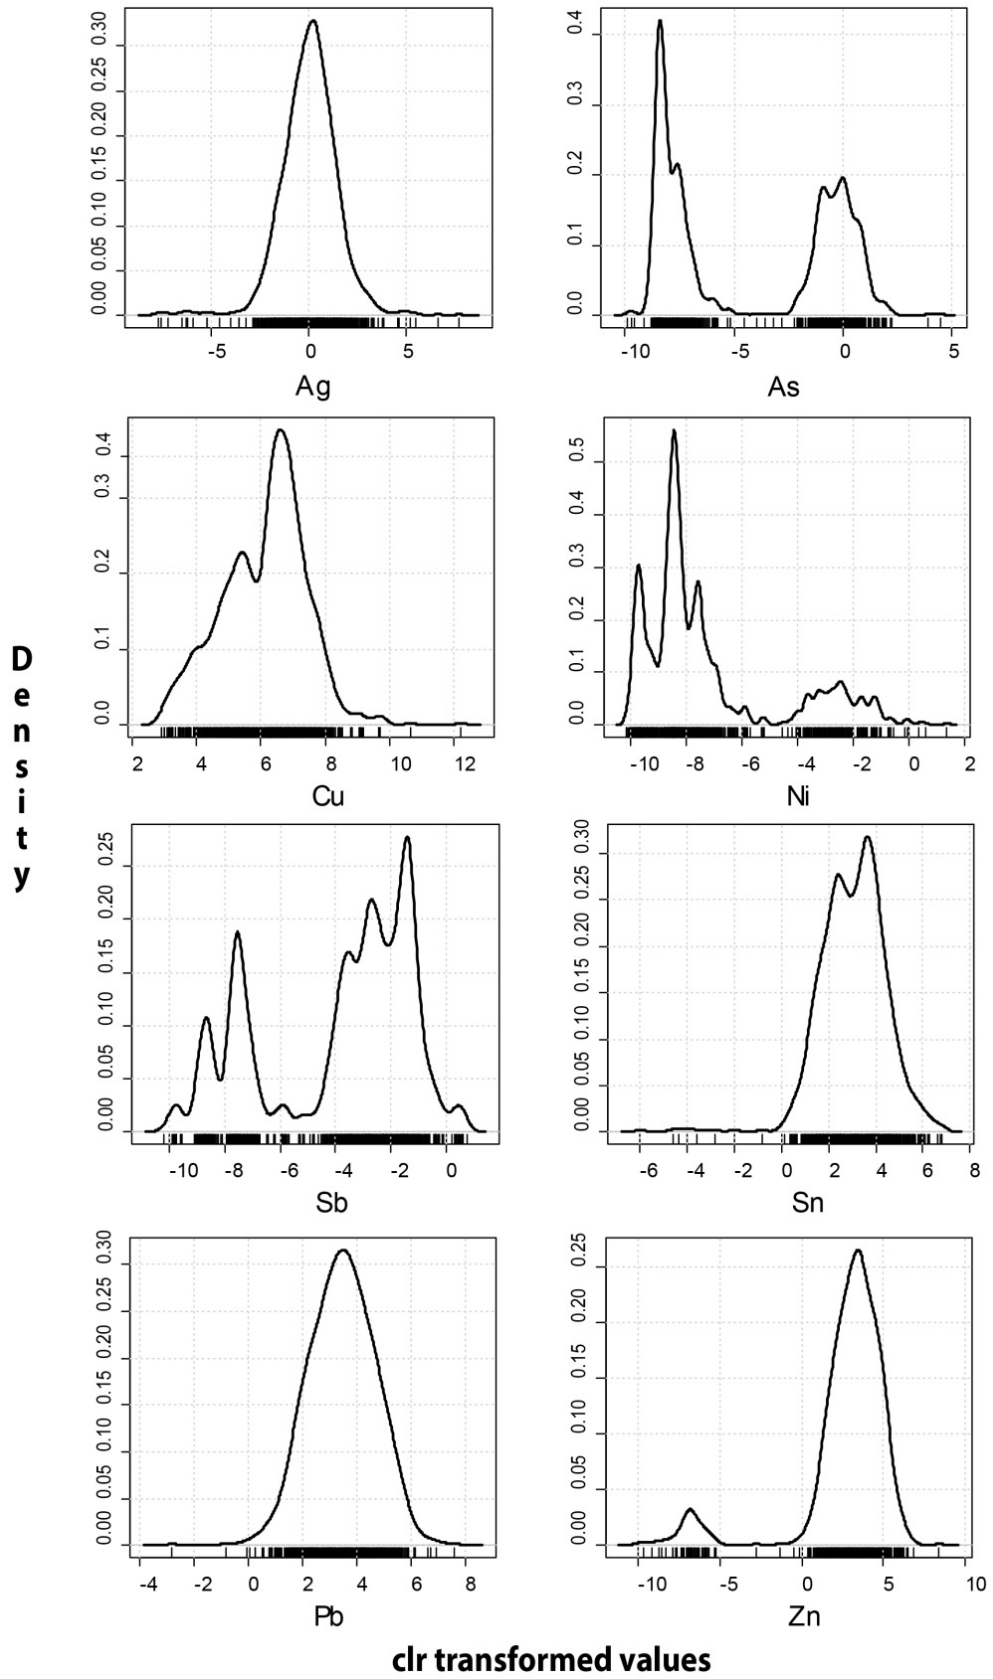 0.00 0.05 0.10 0.15 0.20 0.25 0.30
-5 0 5
Ag
0.0 0.1 0.2 0.3 0.4
-10 -5 0 5
As
0.0 0.1 0.2 0.3 0.4
2 4 6 8 10 12
Cu
0.0 0.1 0.2 0.3 0.4 0.5
-10 -8 -6 -4 -2 0 2
Ni
Density
0.00 0.05 0.10 0.15 0.20 0.25
-10 -8 -6 -4 -2 0
Sb
0.00 0.05 0.10 0.15 0.20 0.25 0.30
-6 -4 -2 0 2 4 6 8
Sn
0.00 0.05 0.10 0.15 0.20 0.25 0.30
-4 -2 0 2 4 6 8
Pb
0.00 0.05 0.10 0.15 0.20 0.25
-10 -5 0 5 10
Zn
clr transformed values